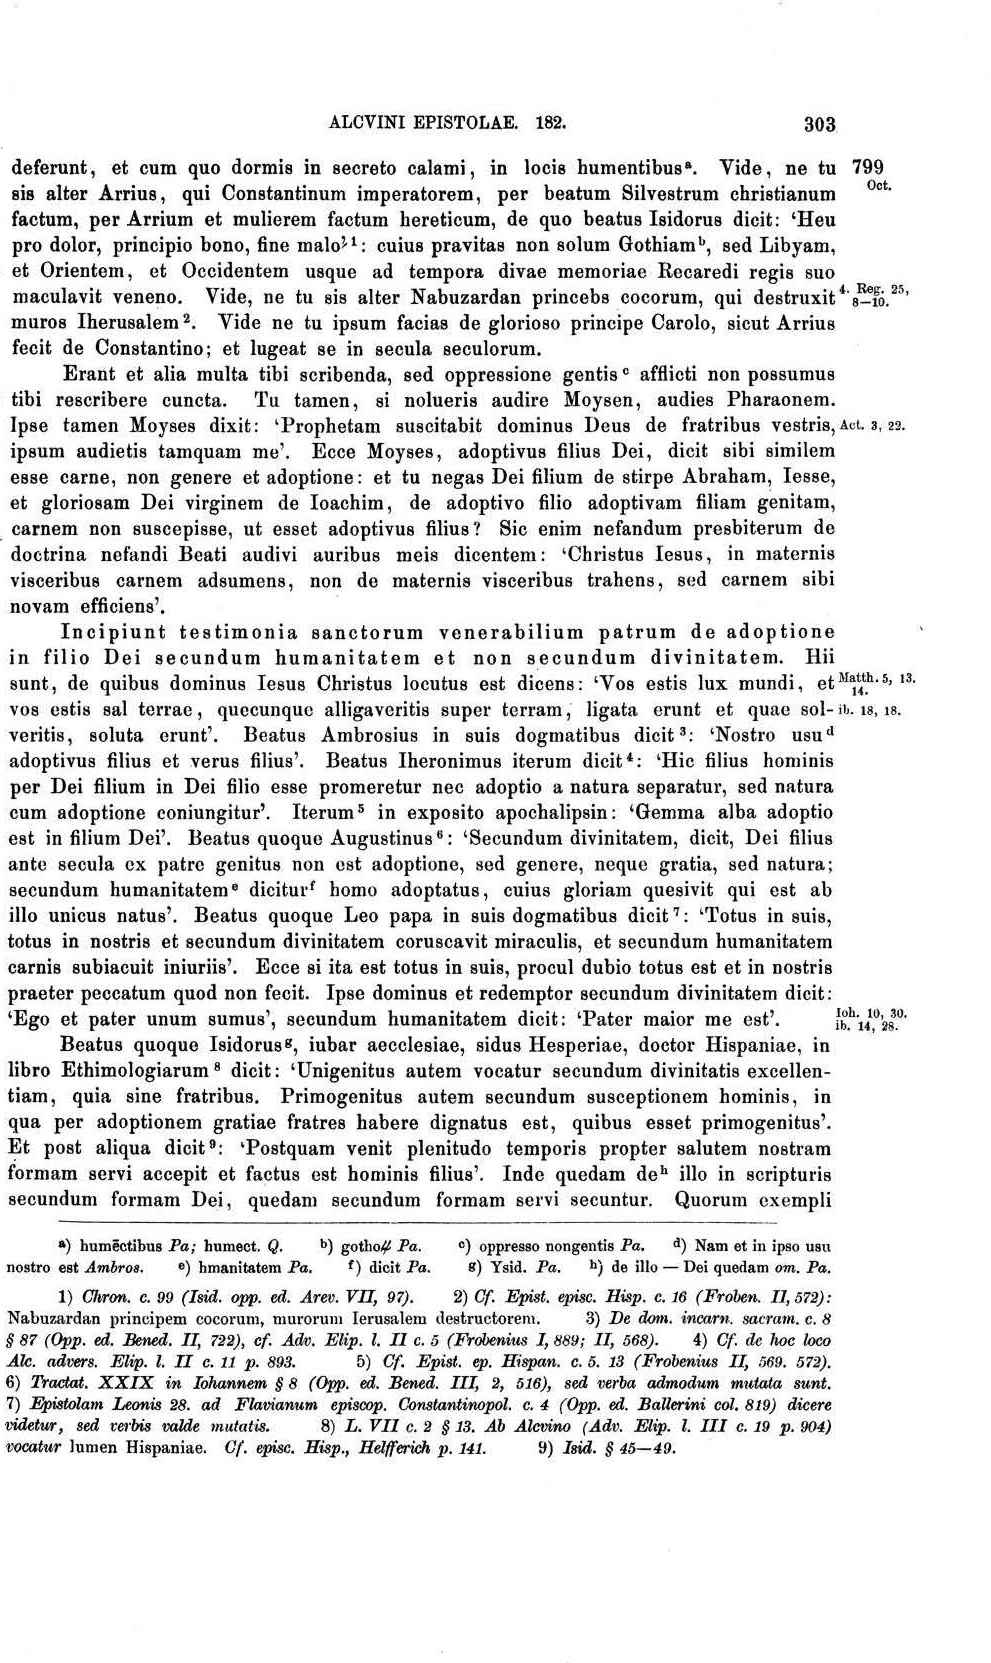 ALCVINI EPISTOLAE. 182. 303
deferunt, et cum quo dormis in secreto calami, in locis humentibusᵃ. Vide, ne tu 799
sis alter Arrius, qui Constantinum imperatorem, per beatum Silvestrum christianum Oct.
factum, per Arrium et mulierem factum hereticum, de quo beatus Isidorus dicit: ‘Heu
pro dolor, principio bono, fine malo’¹: cuius pravitas non solum Gothiamᵇ, sed Libyam,
et Orientem, et Occidentem usque ad tempora divae memoriae Recaredi regis suo
maculavit veneno. Vide, ne tu sis alter Nabuzardan princebs cocorum, qui destruxit 4. Reg. 25, 8—10.
muros Iherusalem². Vide ne tu ipsum facias de glorioso principe Carolo, sicut Arrius
fecit de Constantino; et lugeat se in secula seculorum.
Erant et alia multa tibi scribenda, sed oppressione gentisᶜ afflicti non possumus
tibi rescribere cuncta. Tu tamen, si nolueris audire Moysen, audies Pharaonem.
Ipse tamen Moyses dixit: ‘Prophetam suscitabit dominus Deus de fratribus vestris, Act. 3, 22.
ipsum audietis tamquam me’. Ecce Moyses, adoptivus filius Dei, dicit sibi similem
esse carne, non genere et adoptione: et tu negas Dei filium de stirpe Abraham, Iesse,
et gloriosam Dei virginem de Ioachim, de adoptivo filio adoptivam filiam genitam,
carnem non suscepisse, ut esset adoptivus filius? Sic enim nefandum presbiterum de
doctrina nefandi Beati audivi auribus meis dicentem: ‘Christus Iesus, in maternis
visceribus carnem adsumens, non de maternis visceribus trahens, sed carnem sibi
novam efficiens’.
Incipiunt testimonia sanctorum venerabilium patrum de adoptione
in filio Dei secundum humanitatem et non secundum divinitatem. Hii
sunt, de quibus dominus Iesus Christus locutus est dicens: ‘Vos estis lux mundi, et Matth. 5, 13. 14.
vos estis sal terrae, quecunque alligaveritis super terram, ligata erunt et quae sol- ib. 18, 18.
veritis, soluta erunt’. Beatus Ambrosius in suis dogmatibus dicit³: ‘Nostro usuᵈ
adoptivus filius et verus filius’. Beatus Iheronimus iterum dicit⁴: ‘Hic filius hominis
per Dei filium in Dei filio esse promeretur nec adoptio a natura separatur, sed natura
cum adoptione coniungitur’. Iterum⁵ in exposito apochalipsin: ‘Gemma alba adoptio
est in filium Dei’. Beatus quoque Augustinus⁶: ‘Secundum divinitatem, dicit, Dei filius
ante secula ex patre genitus non est adoptione, sed genere, neque gratia, sed natura;
secundum humanitatemᵉ diciturᶠ homo adoptatus, cuius gloriam quesivit qui est ab
illo unicus natus’. Beatus quoque Leo papa in suis dogmatibus dicit⁷: ‘Totus in suis,
totus in nostris et secundum divinitatem coruscavit miraculis, et secundum humanitatem
carnis subiacuit iniuriis’. Ecce si ita est totus in suis, procul dubio totus est et in nostris
praeter peccatum quod non fecit. Ipse dominus et redemptor secundum divinitatem dicit:
‘Ego et pater unum sumus’, secundum humanitatem dicit: ‘Pater maior me est’. Ioh. 10, 30. ib. 14, 28.
Beatus quoque Isidorusᵍ, iubar aecclesiae, sidus Hesperiae, doctor Hispaniae, in
libro Ethimologiarum⁸ dicit: ‘Unigenitus autem vocatur secundum divinitatis excellen-
tiam, quia sine fratribus. Primogenitus autem secundum susceptionem hominis, in
qua per adoptionem gratiae fratres habere dignatus est, quibus esset primogenitus’.
Et post aliqua dicit⁹: ‘Postquam venit plenitudo temporis propter salutem nostram
formam servi accepit et factus est hominis filius’. Inde quedam deʰ illo in scripturis
secundum formam Dei, quedam secundum formam servi secuntur. Quorum exempli
a) humēctibus Pa; humect. Q. b) gotho Pa. c) oppresso nongentis Pa. d) Nam et in ipso usu
nostro est Ambros. e) hmanitatem Pa. f) dicit Pa. g) Ysid. Pa. h) de illo — Dei quedam om. Pa.
1) Chron. c. 99 (Isid. opp. ed. Arev. VII, 97). 2) Cf. Epist. episc. Hisp. c. 16 (Froben. II, 572):
Nabuzardan principem cocorum, murorum Ierusalem destructorem. 3) De dom. incarn. sacram. c. 8
§ 87 (Opp. ed. Bened. II, 722), cf. Adv. Elip. l. II c. 5 (Frobenius I, 889; II, 568). 4) Cf. de hoc loco
Alc. advers. Elip. l. II c. 11 p. 893. 5) Cf. Epist. ep. Hispan. c. 5. 13 (Frobenius II, 569. 572).
6) Tractat. XXIX in Iohannem § 8 (Opp. ed. Bened. III, 2, 516), sed verba admodum mutata sunt.
7) Epistolam Leonis 28. ad Flavianum episcop. Constantinopol. c. 4 (Opp. ed. Ballerini col. 819) dicere
videtur, sed verbis valde mutatis. 8) L. VII c. 2 § 13. Ab Alcvino (Adv. Elip. l. III c. 19 p. 904)
vocatur lumen Hispaniae. Cf. episc. Hisp., Helfferich p. 141. 9) Isid. § 45—49.